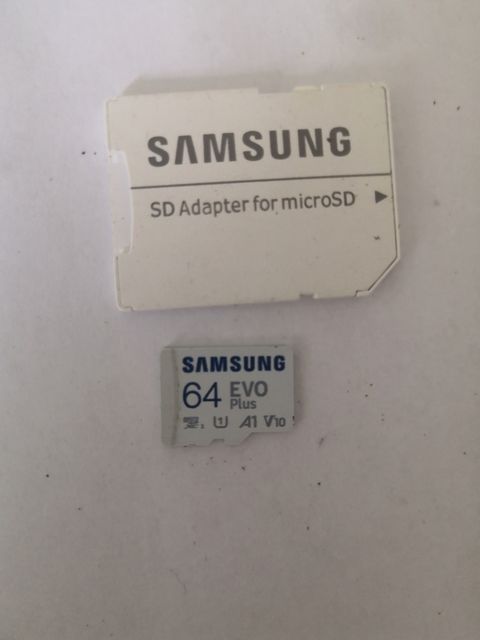 SAMSUNG
SD Adapter for microSD
SAMSUNG
64 EVO
Plus
U1 A1 V10